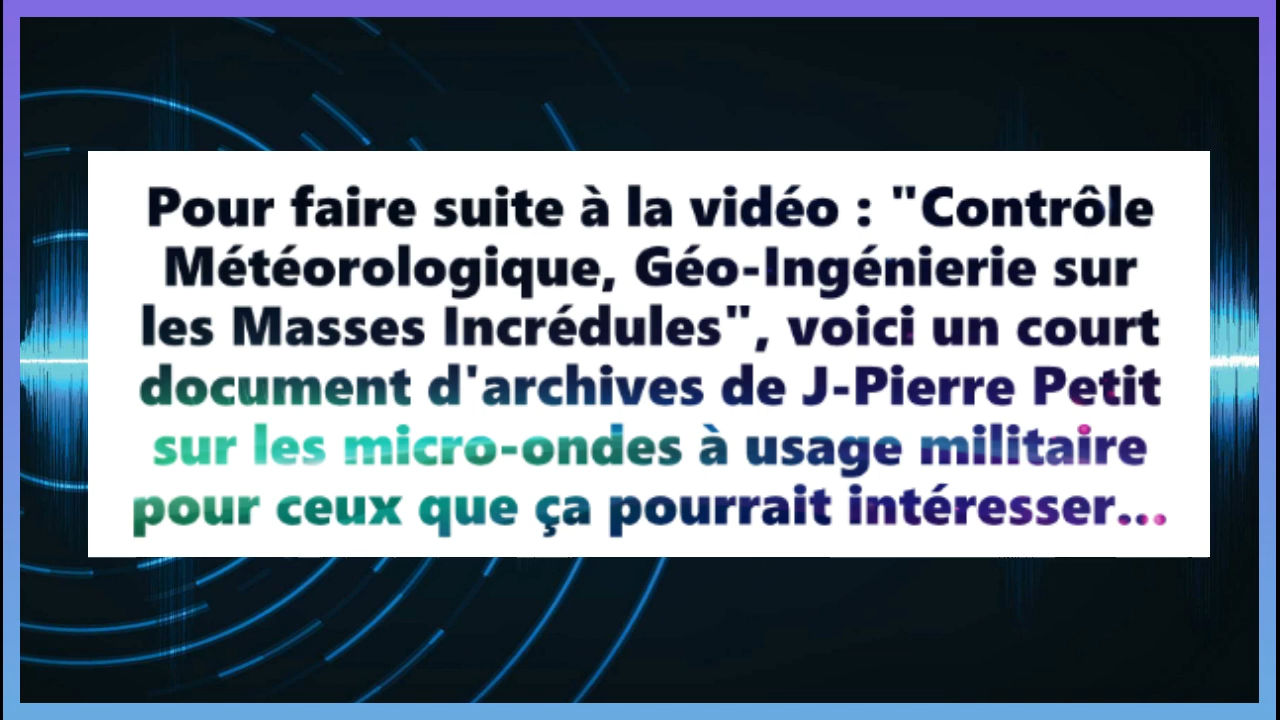 Pour faire suite à la vidéo : "Contrôle
Météorologique, Géo-Ingénierie sur
les Masses Incrédules", voici un court
document d'archives de J-Pierre Petit
sur les micro-ondes à usage militaire
pour ceux que ça pourrait intéresser...